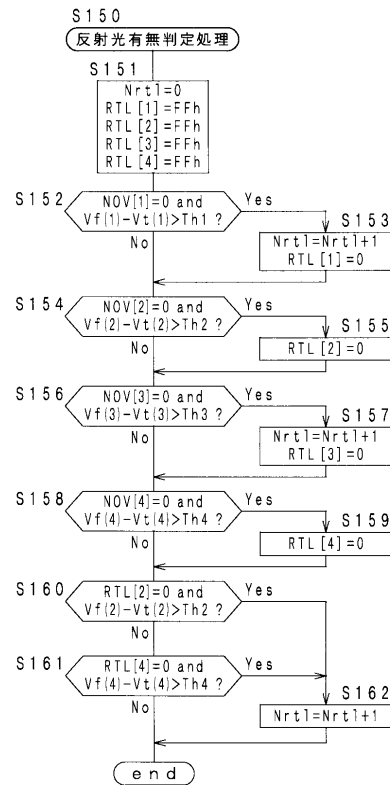 S150
反射光有無判定処理
S151
Nrtl=0
RTL[1]=FFh
RTL[2]=FFh
RTL[3]=FFh
RTL[4]=FFh
S152
NOV[1]=0 and
Vf(1)-Vt(1)>Th1 ?
Yes
No
S153
Nrtl=Nrtl+1
RTL[1]=0
S154
NOV[2]=0 and
Vf(2)-Vt(2)>Th2 ?
Yes
No
S155
RTL[2]=0
S156
NOV[3]=0 and
Vf(3)-Vt(3)>Th3 ?
Yes
No
S157
Nrtl=Nrtl+1
RTL[3]=0
S158
NOV[4]=0 and
Vf(4)-Vt(4)>Th4 ?
Yes
No
S159
RTL[4]=0
S160
RTL[2]=0 and
Vf(2)-Vt(2)>Th2 ?
Yes
No
S161
RTL[4]=0 and
Vf(4)-Vt(4)>Th4 ?
Yes
No
S162
Nrtl=Nrtl+1
end